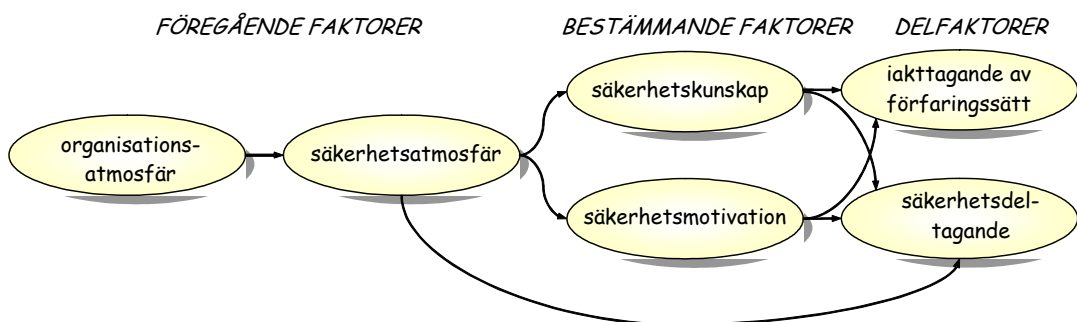 FÖREGÅENDE FAKTORER
BESTÄMMANDE FAKTORER
DELFAKTORER
organisations-
atmosfär
säkerhetsatmosfär
säkerhetskunskap
säkerhetsmotivation
iakttagande av
förfaringssätt
säkerhetsdel-
tagande